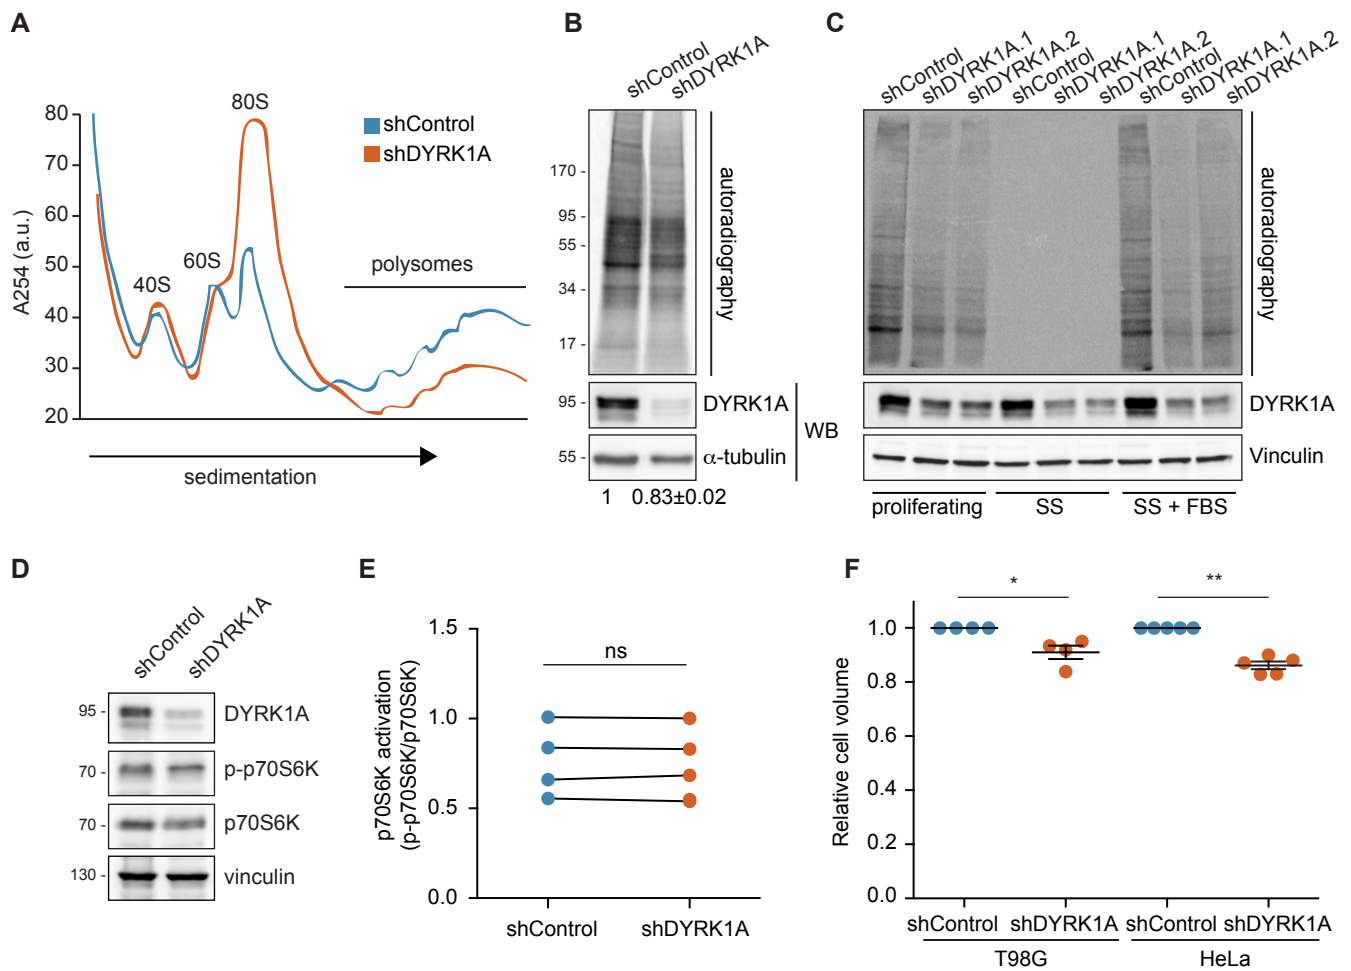 A
80S
shControl
shDYRK1A
80
70
60
50
40
30
20
A254 (a.u.)
40S
60S
polysomes
sedimentation
B
shControl
shDYRK1A
170 -
95 -
55 -
34 -
17 -
autoradiography
95 -
DYRK1A
55 -
α-tubulin
WB
1 0.83±0.02
C
shControl
shDYRK1A.1
shDYRK1A.2
shControl
shDYRK1A.1
shDYRK1A.2
shControl
shDYRK1A.1
shDYRK1A.2
autoradiography
DYRK1A
Vinculin
proliferating
SS
SS + FBS
D
shControl
shDYRK1A
95 -
DYRK1A
70 -
p-p70S6K
70 -
p70S6K
130 -
vinculin
E
1.5
1.0
0.5
0.0
p70S6K activation
(p-p70S6K/p70S6K)
ns
shControl
shDYRK1A
F
*
**
1.0
0.8
0.6
0.4
0.2
0.0
Relative cell volume
shControl shDYRK1A shControl shDYRK1A
T98G
HeLa